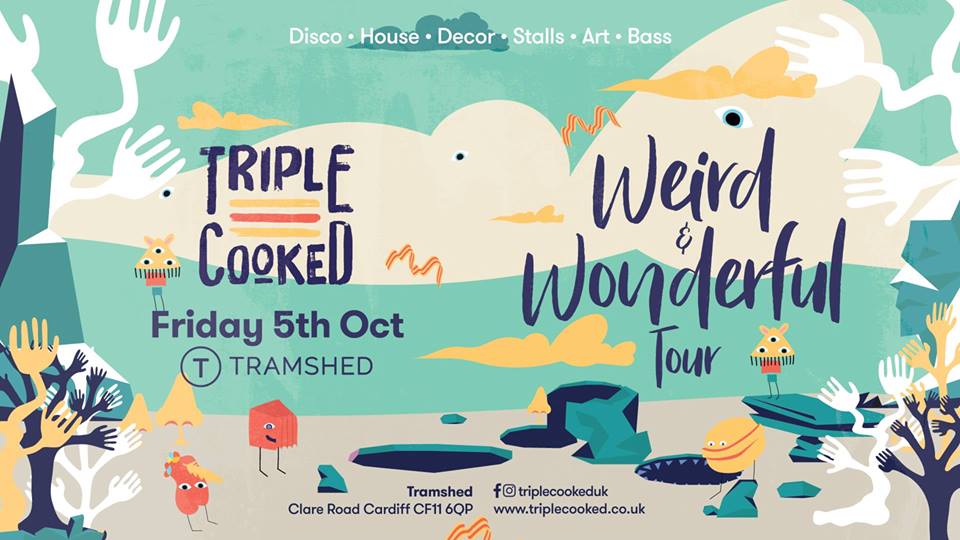 Disco • House • Decor • Stalls • Art • Bass
TRIPLE
COOKED
Friday 5th Oct
T TRAMSHED
Weird
&
Wonderful
Tour
Tramshed
Clare Road Cardiff CF11 6QP
triplecookeduk
www.triplecooked.co.uk